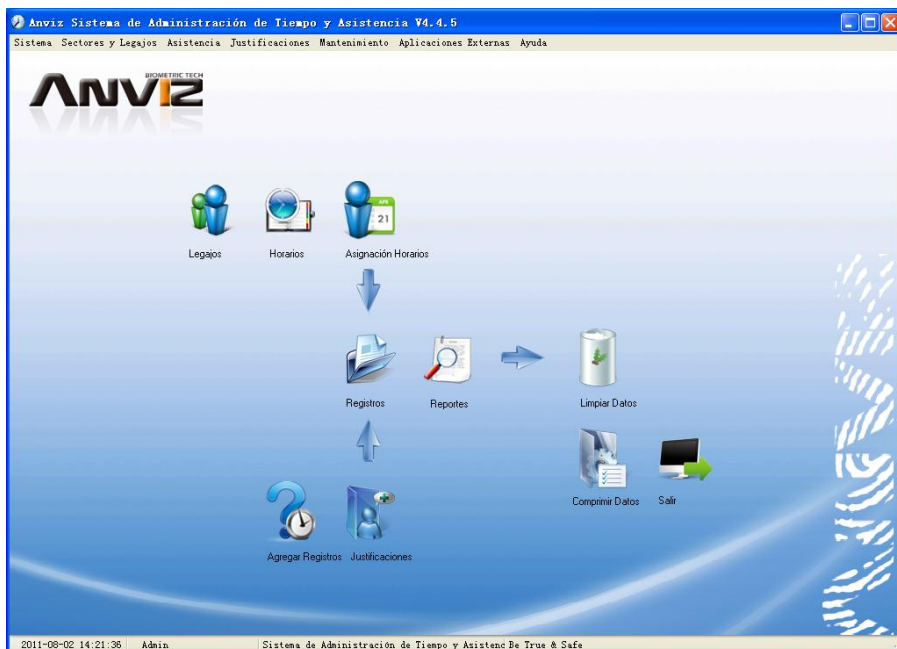 Anviz Sistema de Administración de Tiempo y Asistencia V4.4.5
Sistema Sectores y Legajos Asistencia Justificaciones Mantenimiento Aplicaciones Externas Ayuda
BIOMETRIC TECH
ANVIZ
APR
21
Legajos Horarios Asignación Horarios
Registros Reportes Limpiar Datos
Comprimir Datos Salir
Agregar Registros Justificaciones
ANVIZ
2011-08-02 14:21:36 Admin Sistema de Administración de Tiempo y Asistenc Be True & Safe